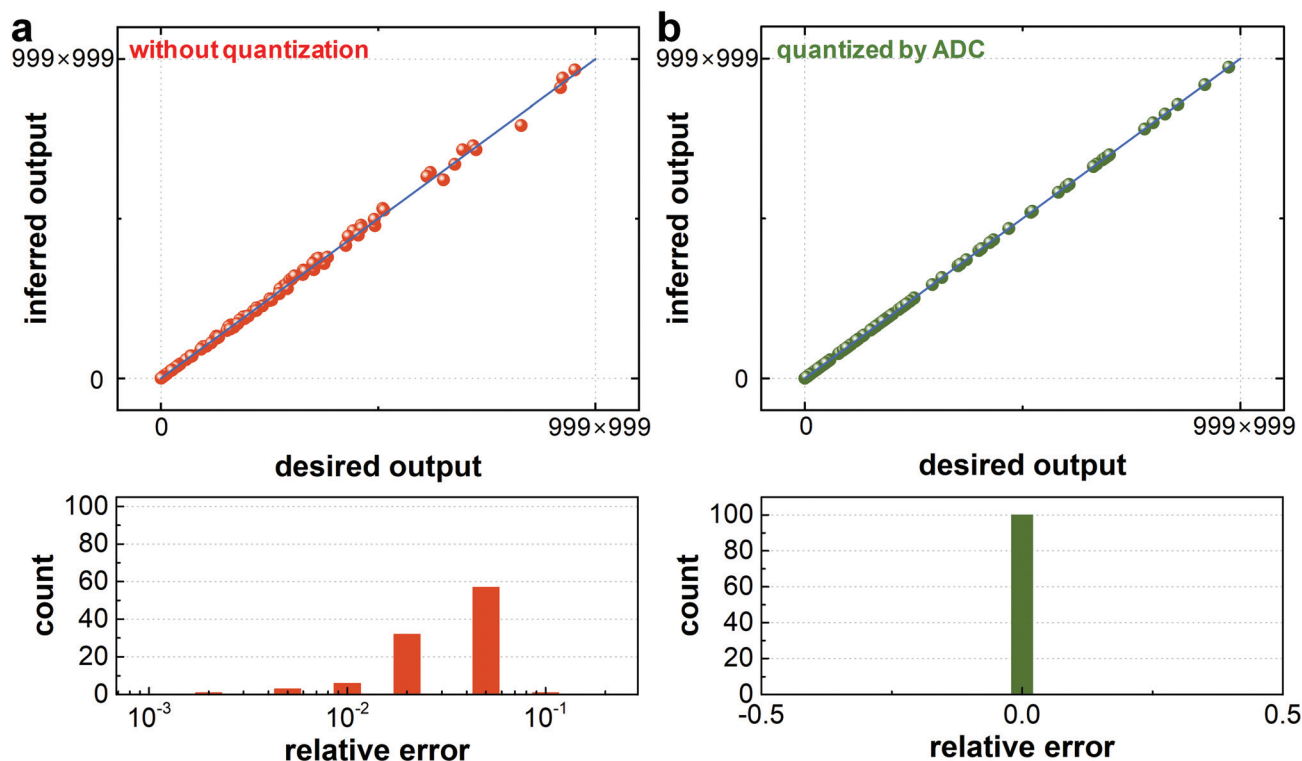 a
without quantization
999×999
inferred output
0
0
999×999
desired output
100
80
60
40
20
0
count
10-3
10-2
10-1
relative error
b
quantized by ADC
999×999
inferred output
0
0
999×999
desired output
100
80
60
40
20
0
count
-0.5
0.0
0.5
relative error